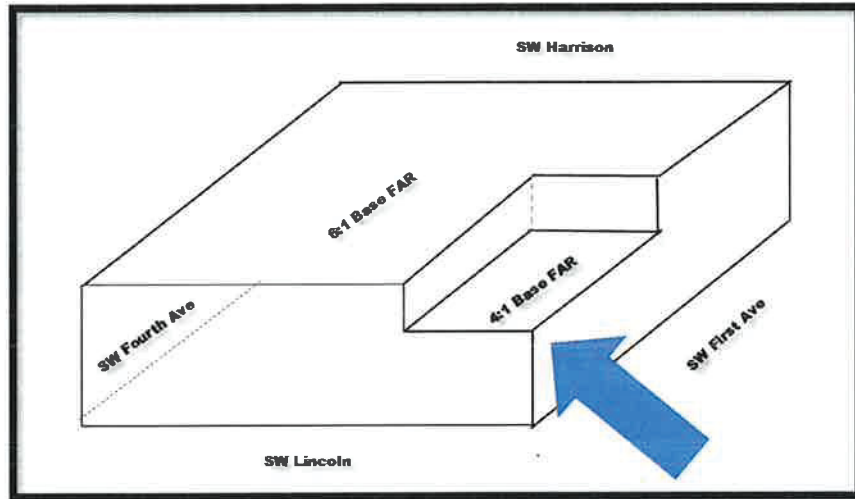 SW Harrison
6:1 Base FAR
4:1 Base FAR
SW Fourth Ave
SW First Ave
SW Lincoln